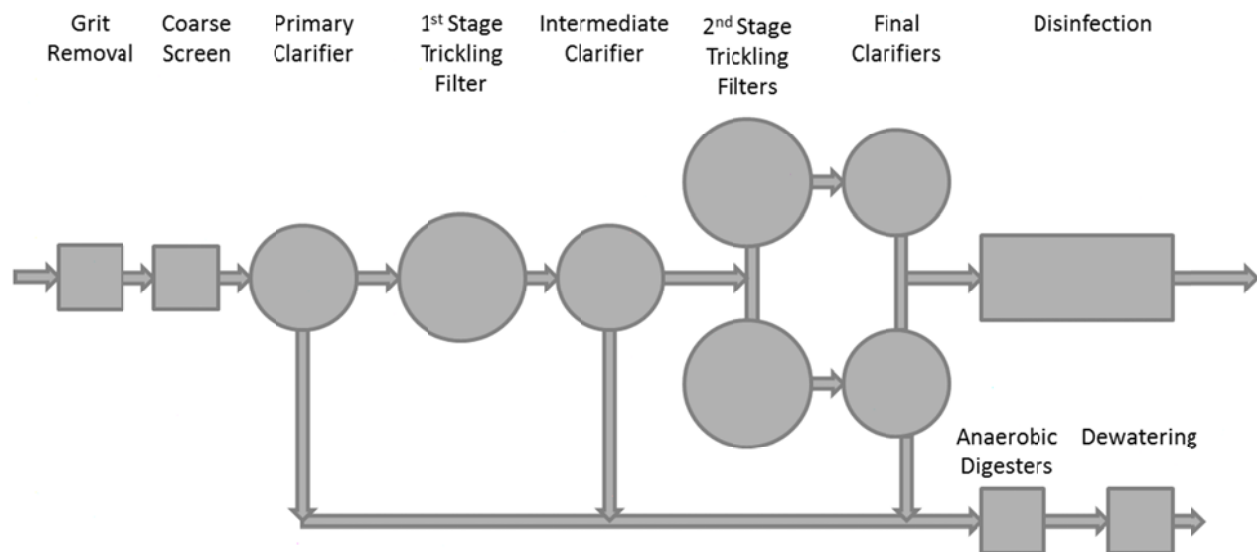 Grit
Removal
Coarse
Screen
Primary
Clarifier
1st Stage
Trickling
Filter
Intermediate
Clarifier
2nd Stage
Trickling
Filters
Final
Clarifiers
Disinfection
Anaerobic
Digesters
Dewatering